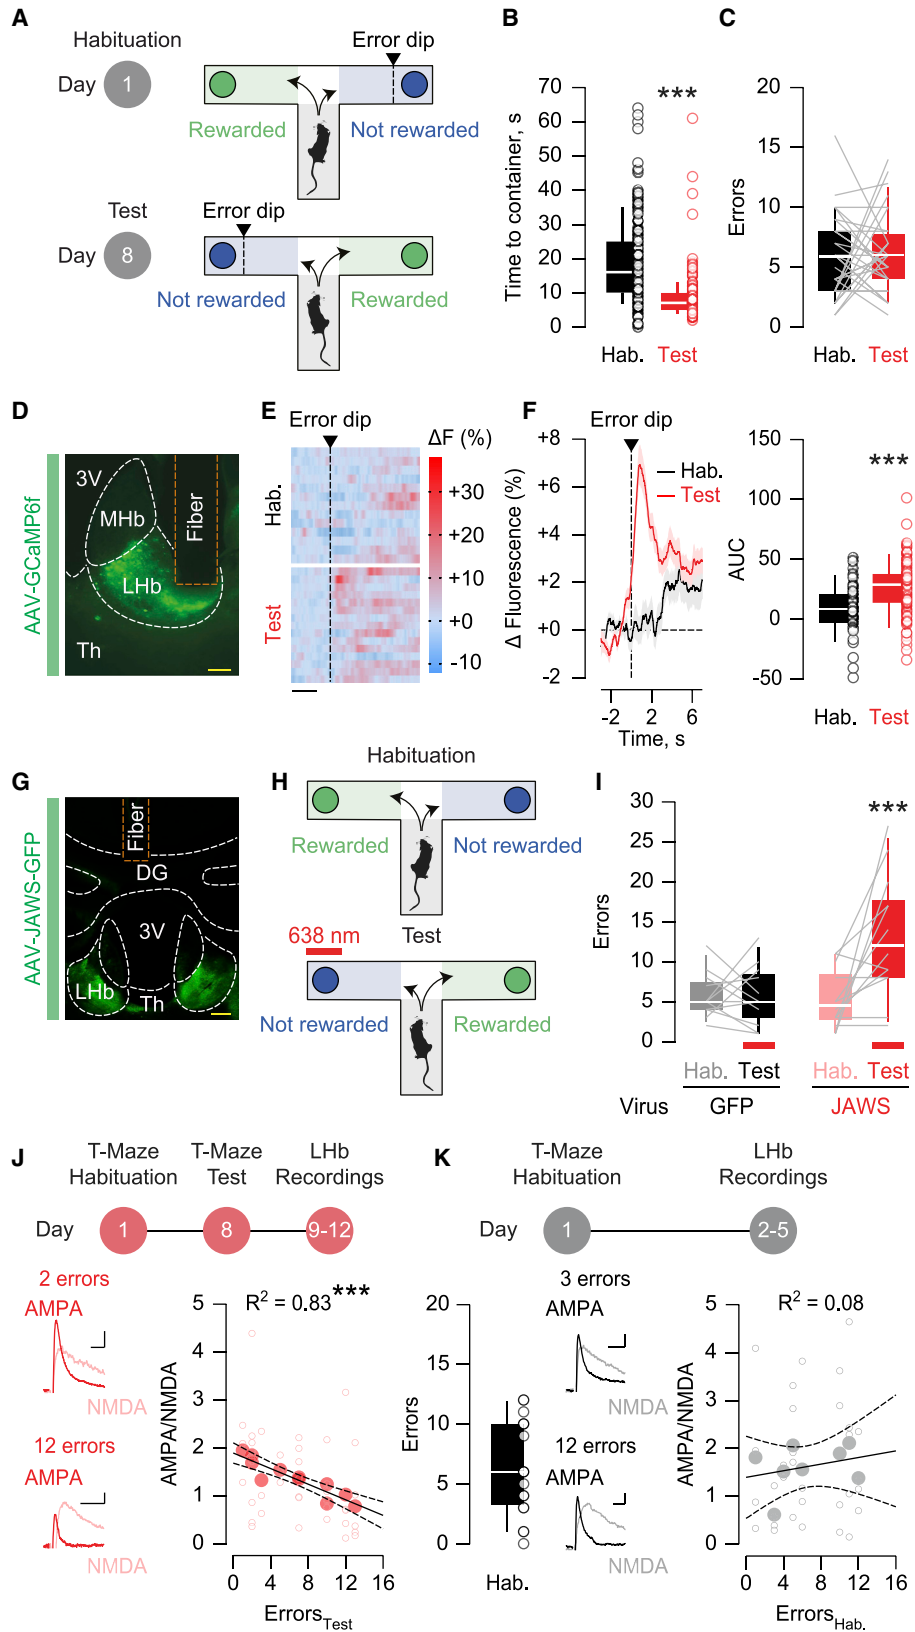 A
Habituation
Day 1
Error dip
Rewarded
Not rewarded
Test
Day 8
Error dip
Not rewarded
Rewarded
B
***
Time to container, s
70
60
50
40
30
20
10
0
Hab. Test
C
Errors
20
15
10
5
0
Hab. Test
D
AAV-GCaMP6f
3V
MHb
Fiber
LHb
Th
E
Error dip
Hab.
Test
ΔF (%)
+30
+20
+10
+0
-10
F
Error dip
Δ Fluorescence (%)
+8
+6
+4
+2
+0
-2
Hab.
Test
-2 2 6
Time, s
***
AUC
150
100
50
0
-50
Hab. Test
G
AAV-JAWS-GFP
Fiber
DG
3V
LHb
Th
H
Habituation
Rewarded
Not rewarded
638 nm
Test
Not rewarded
Rewarded
I
***
Errors
30
25
20
15
10
5
0
Hab. Test Hab. Test
Virus GFP JAWS
J
T-Maze Habituation
T-Maze Test
LHb Recordings
Day 1 8 9-12
2 errors
AMPA
NMDA
12 errors
AMPA
NMDA
R² = 0.83 ***
AMPA/NMDA
5
4
3
2
1
0
0 4 8 12 16
Errors Test
K
T-Maze Habituation
LHb Recordings
Day 1 2-5
Errors
20
15
10
5
0
Hab.
3 errors
AMPA
NMDA
12 errors
AMPA
NMDA
R² = 0.08
AMPA/NMDA
5
4
3
2
1
0
0 4 8 12 16
Errors Hab.